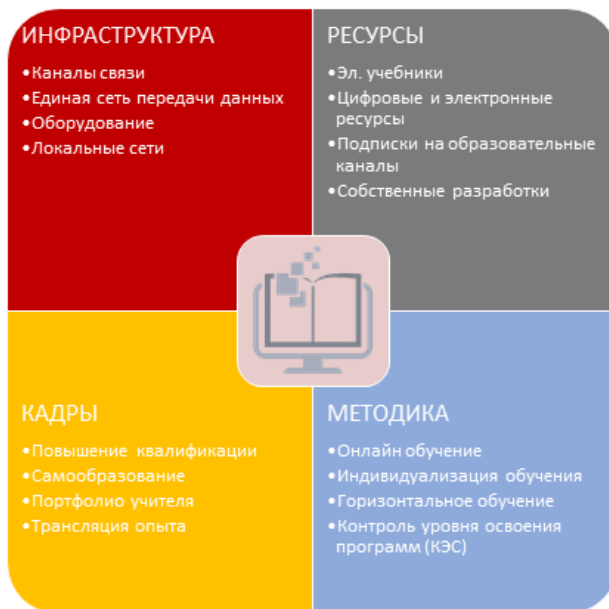 ИНФРАСТРУКТУРА
•Каналы связи
•Единая сеть передачи данных
•Оборудование
•Локальные сети
РЕСУРСЫ
•Эл. учебники
•Цифровые и электронные
ресурсы
•Подписки на образовательные
каналы
•Собственные разработки
КАДРЫ
•Повышение квалификации
•Самообразование
•Портфолио учителя
•Трансляция опыта
МЕТОДИКА
•Онлайн обучение
•Индивидуализация обучения
•Горизонтальное обучение
•Контроль уровня освоения
программ (КЭС)